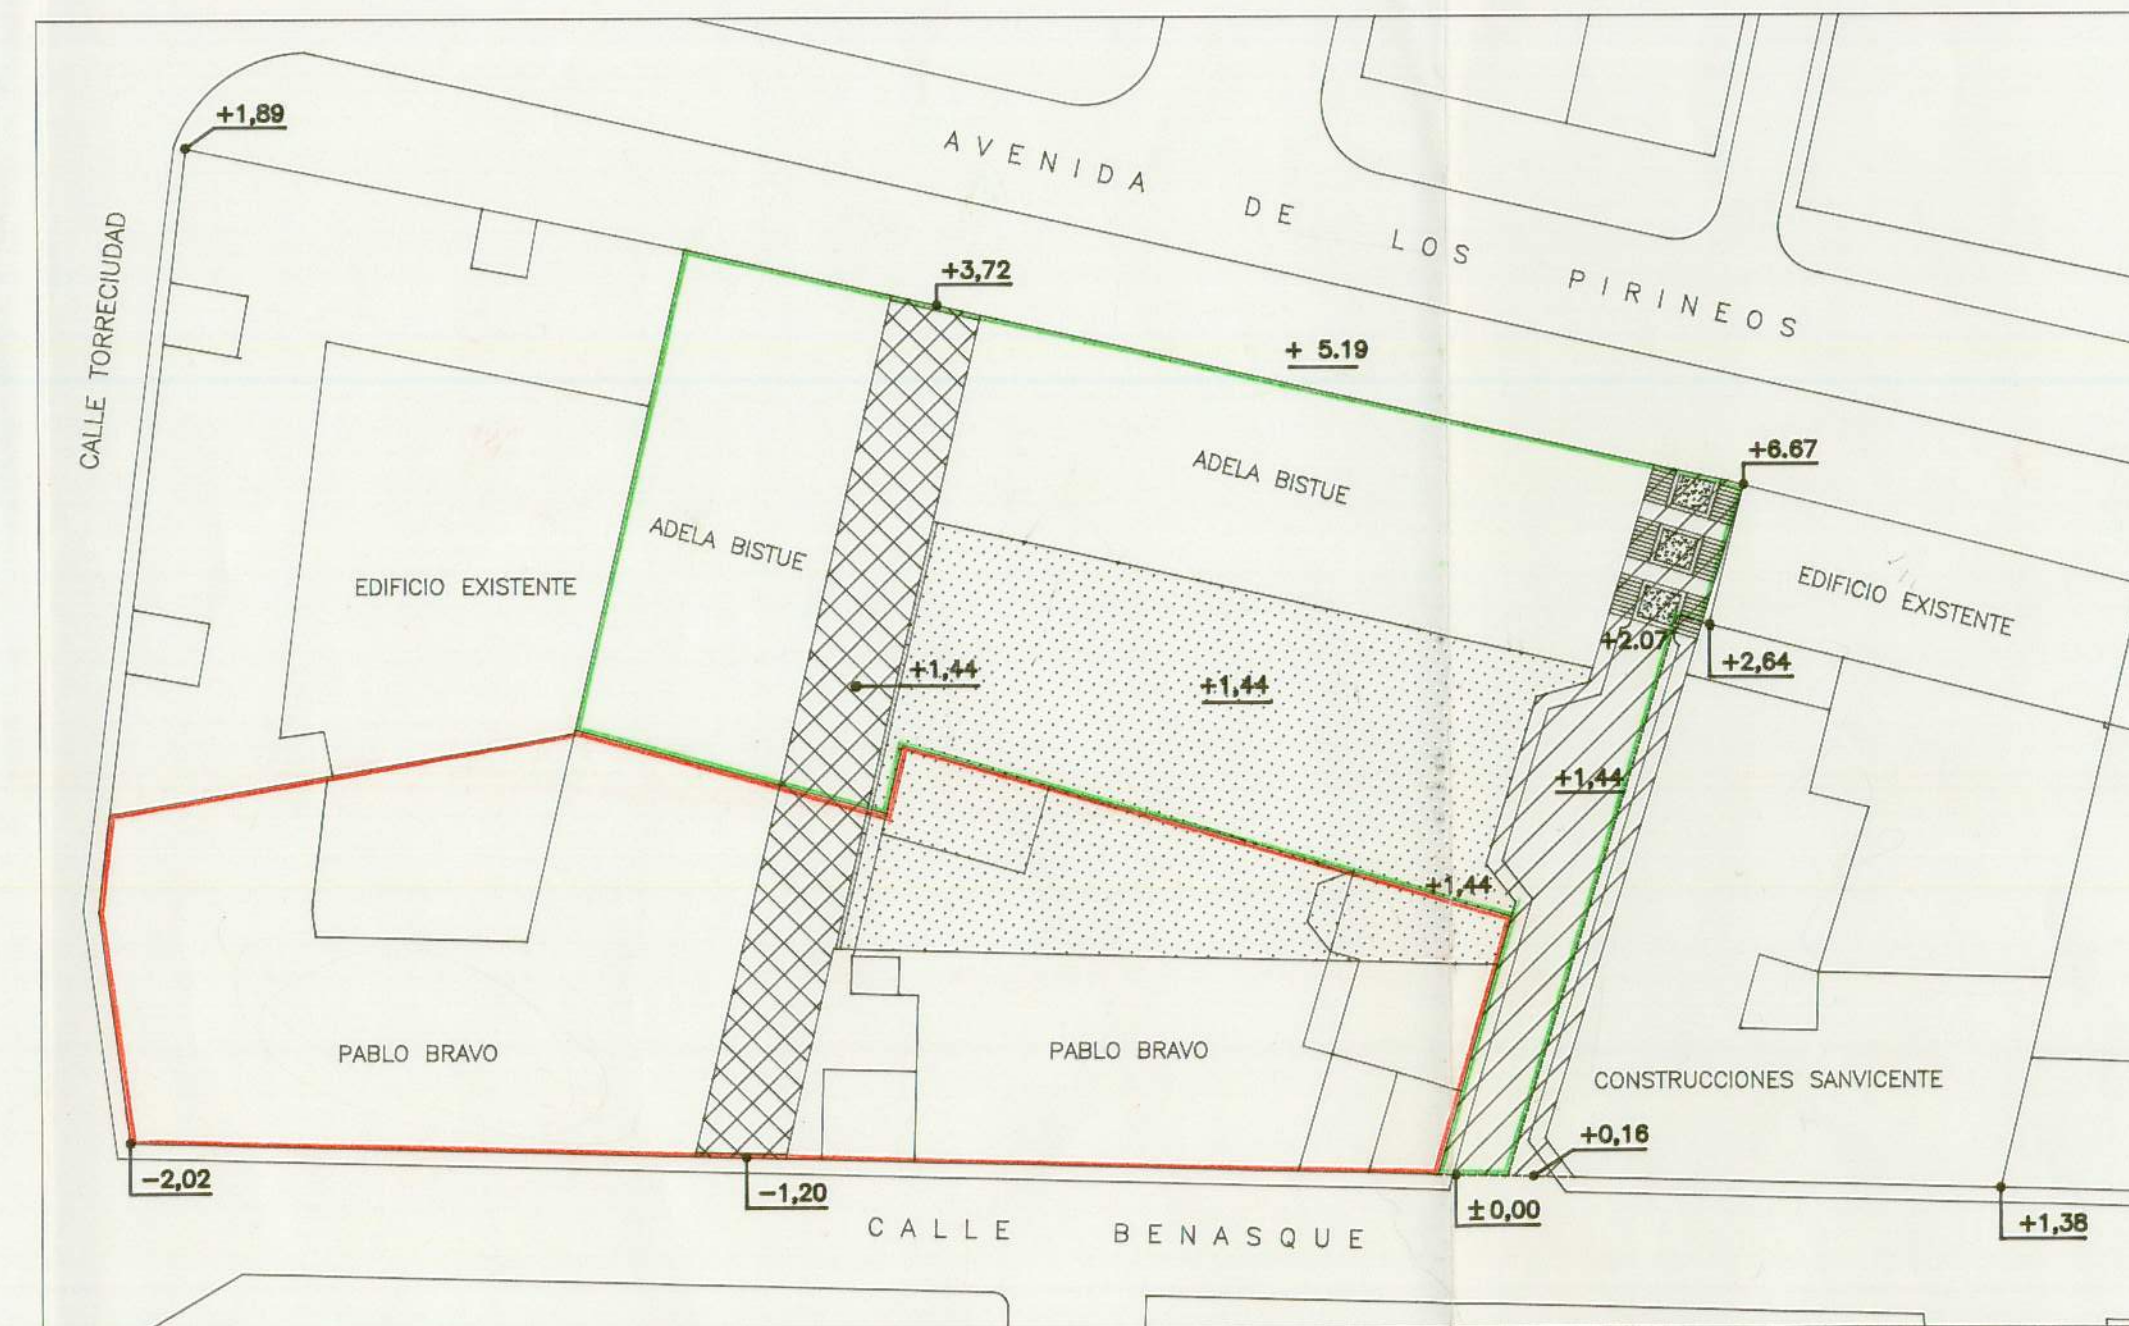 +1,89
AVENIDA DE LOS PIRINEOS
CALLE TORRECIUDAD
+3,72
+ 5.19
+6.67
ADELA BISTUE
ADELA BISTUE
EDIFICIO EXISTENTE
EDIFICIO EXISTENTE
+2.07
+2,64
+1,44
+1,44
+1,44
+1,44
PABLO BRAVO
PABLO BRAVO
CONSTRUCCIONES SANVICENTE
+0,16
-2,02
-1,20
±0,00
+1,38
CALLE BENASQUE